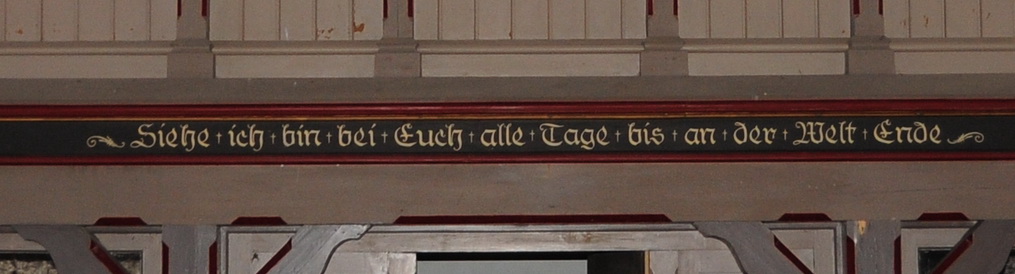 Siehe + ich + bin + bei + Euch + alle + Tage + bis + an + der + Welt + Ende